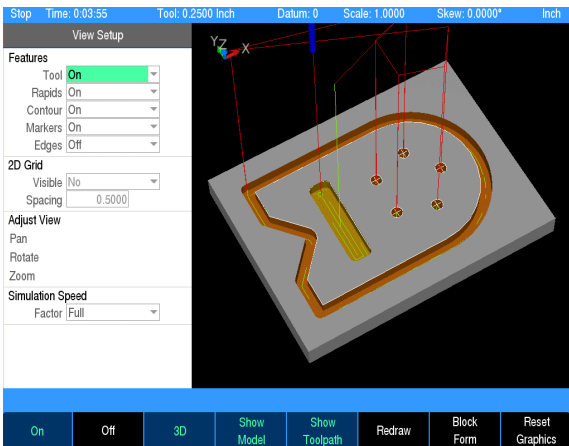 Stop Time: 0:03:55 Tool: 0.2500 Inch Datum: 0 Scale: 1.0000 Skew: 0.0000° Inch
View Setup
Features
Tool On
Rapids On
Contour On
Markers On
Edges Off
2D Grid
Visible No
Spacing 0.5000
Adjust View
Pan
Rotate
Zoom
Simulation Speed
Factor Full
Y Z X
On Off 3D Show Model Show Toolpath Redraw Block Form Reset Graphics